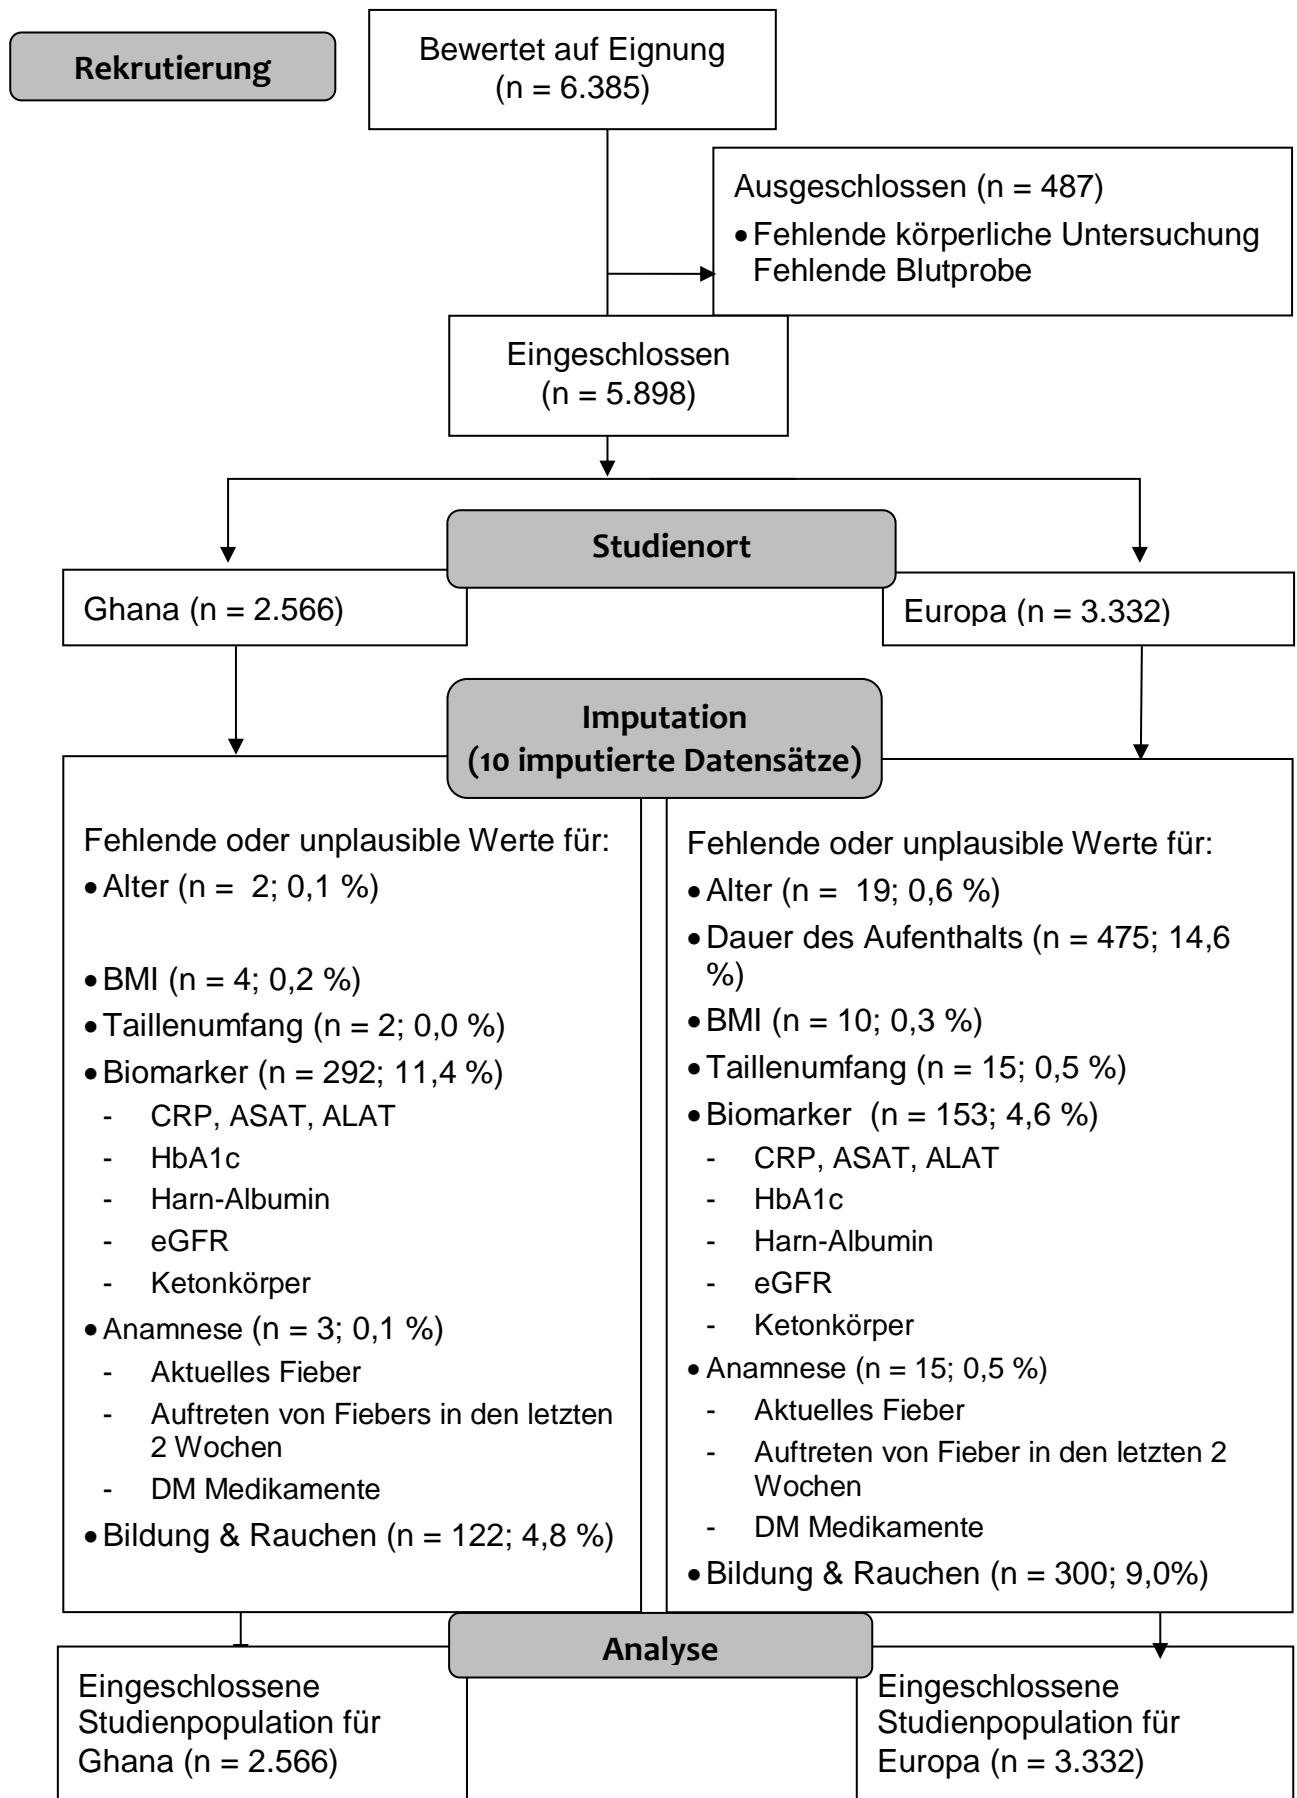 Rekrutierung
Bewertet auf Eignung
(n = 6.385)
Ausgeschlossen (n = 487)
• Fehlende körperliche Untersuchung
Fehlende Blutprobe
Eingeschlossen
(n = 5.898)
Studienort
Ghana (n = 2.566)
Europa (n = 3.332)
Imputation
(10 imputierte Datensätze)
Fehlende oder unplausible Werte für:
• Alter (n =  2; 0,1 %)
• BMI (n = 4; 0,2 %)
• Taillenumfang (n = 2; 0,0 %)
• Biomarker (n = 292; 11,4 %)
- CRP, ASAT, ALAT
- HbA1c
- Harn-Albumin
- eGFR
- Ketonkörper
• Anamnese (n = 3; 0,1 %)
- Aktuelles Fieber
- Auftreten von Fiebers in den letzten
2 Wochen
- DM Medikamente
• Bildung & Rauchen (n = 122; 4,8 %)
Fehlende oder unplausible Werte für:
• Alter (n =  19; 0,6 %)
• Dauer des Aufenthalts (n = 475; 14,6
%)
• BMI (n = 10; 0,3 %)
• Taillenumfang (n = 15; 0,5 %)
• Biomarker  (n = 153; 4,6 %)
- CRP, ASAT, ALAT
- HbA1c
- Harn-Albumin
- eGFR
- Ketonkörper
• Anamnese (n = 15; 0,5 %)
- Aktuelles Fieber
- Auftreten von Fieber in den letzten 2
Wochen
- DM Medikamente
• Bildung & Rauchen (n = 300; 9,0%)
Analyse
Eingeschlossene
Studienpopulation für
Ghana (n = 2.566)
Eingeschlossene
Studienpopulation für
Europa (n = 3.332)